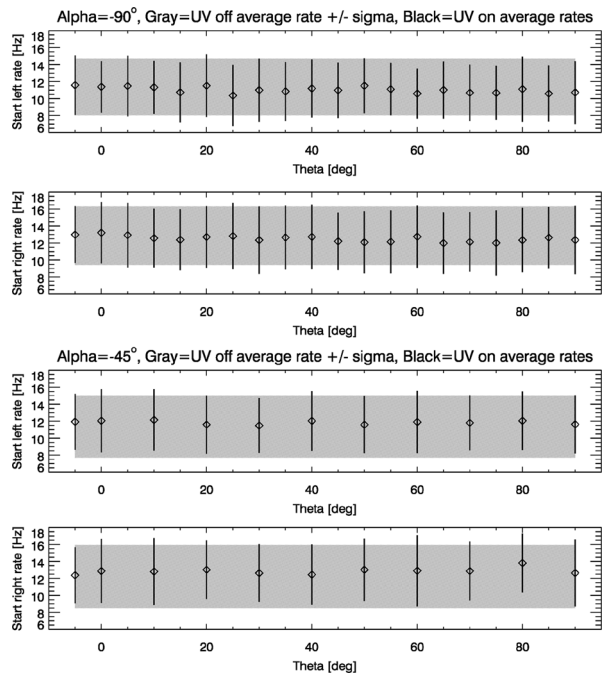 Alpha=-90°, Gray=UV off average rate +/- sigma, Black=UV on average rates
Start left rate [Hz]
18
16
14
12
10
8
6
0 20 40 60 80
Theta [deg]
Start right rate [Hz]
18
16
14
12
10
8
6
0 20 40 60 80
Theta [deg]
Alpha=-45°, Gray=UV off average rate +/- sigma, Black=UV on average rates
Start left rate [Hz]
18
16
14
12
10
8
6
0 20 40 60 80
Theta [deg]
Start right rate [Hz]
18
16
14
12
10
8
6
0 20 40 60 80
Theta [deg]